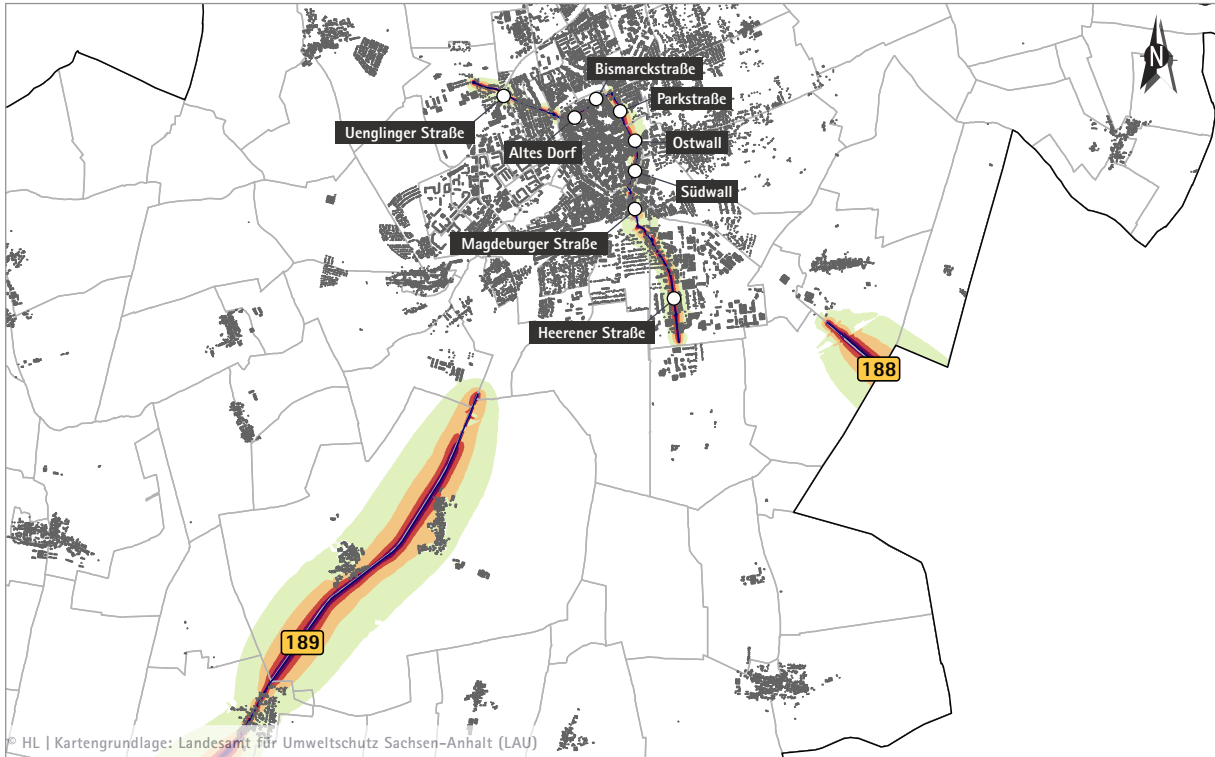 N
Bismarckstraße
Parkstraße
Uenglinger Straße
Altes Dorf
Ostwall
Südwall
Magdeburger Straße
Heerener Straße
188
189
© HL | Kartengrundlage: Landesamt für Umweltschutz Sachsen-Anhalt (LAU)